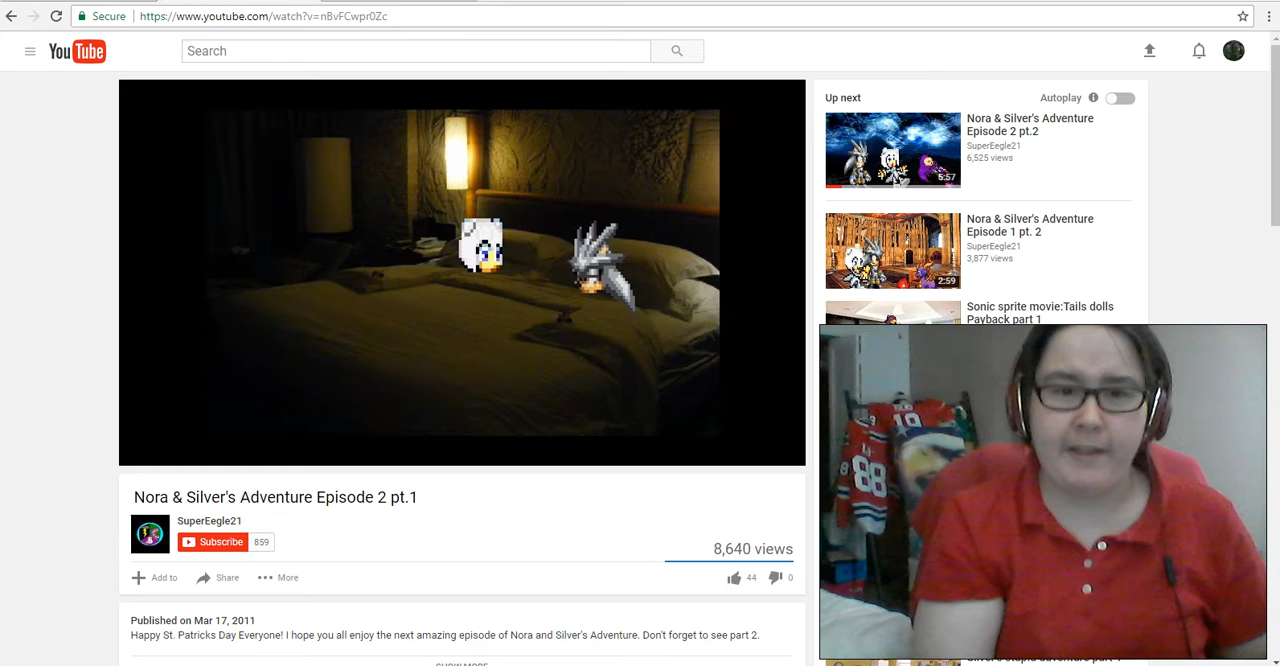 Secure https://www.youtube.com/watch?v=nBvFCwpr0Zc
YouTube
Search
Up next
Autoplay
Nora & Silver's Adventure
Episode 2 pt.2
SuperEegle21
6,525 views
5:57
Nora & Silver's Adventure
Episode 1 pt. 2
SuperEegle21
3,877 views
2:59
Sonic sprite movie:Tails dolls
Payback part 1
88
Nora & Silver's Adventure Episode 2 pt.1
SuperEegle21
Subscribe 859
8,640 views
Add to Share More
44 0
Published on Mar 17, 2011
Happy St. Patricks Day Everyone! I hope you all enjoy the next amazing episode of Nora and Silver's Adventure. Don't forget to see part 2.
SHOW MORE